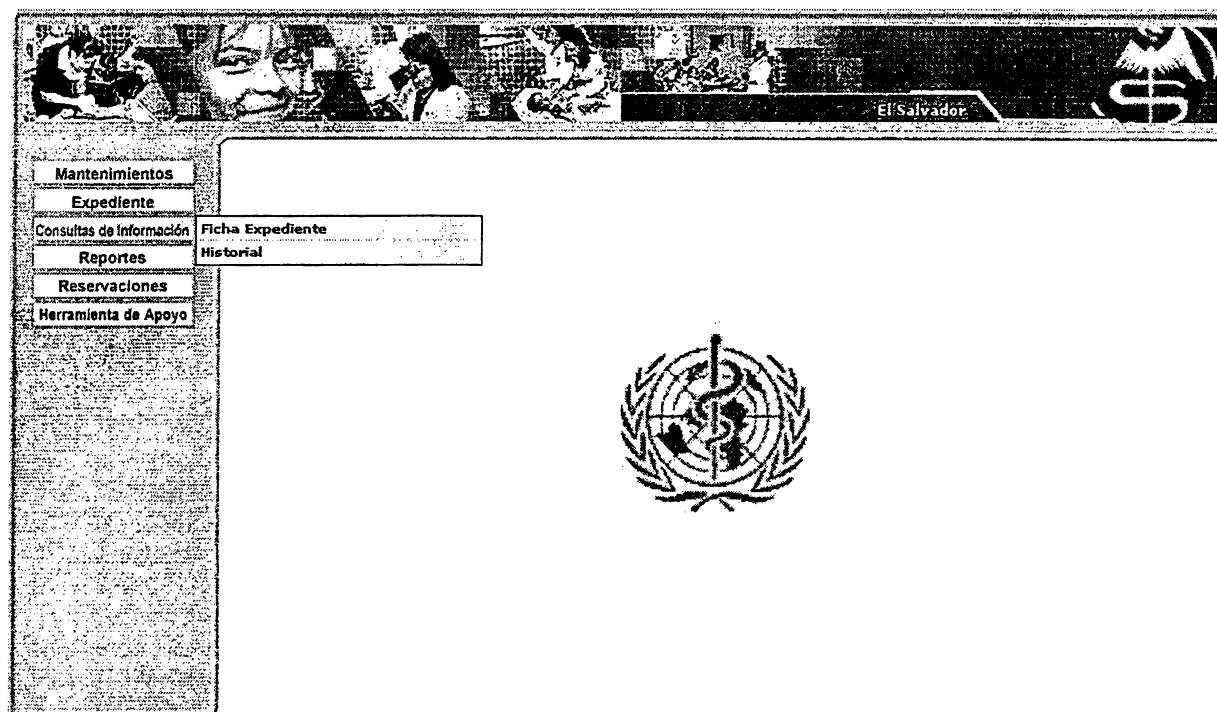 El Salvador
Mantenimientos
Expediente
Consultas de Información
Ficha Expediente
Historial
Reportes
Reservaciones
Herramienta de Apoyo